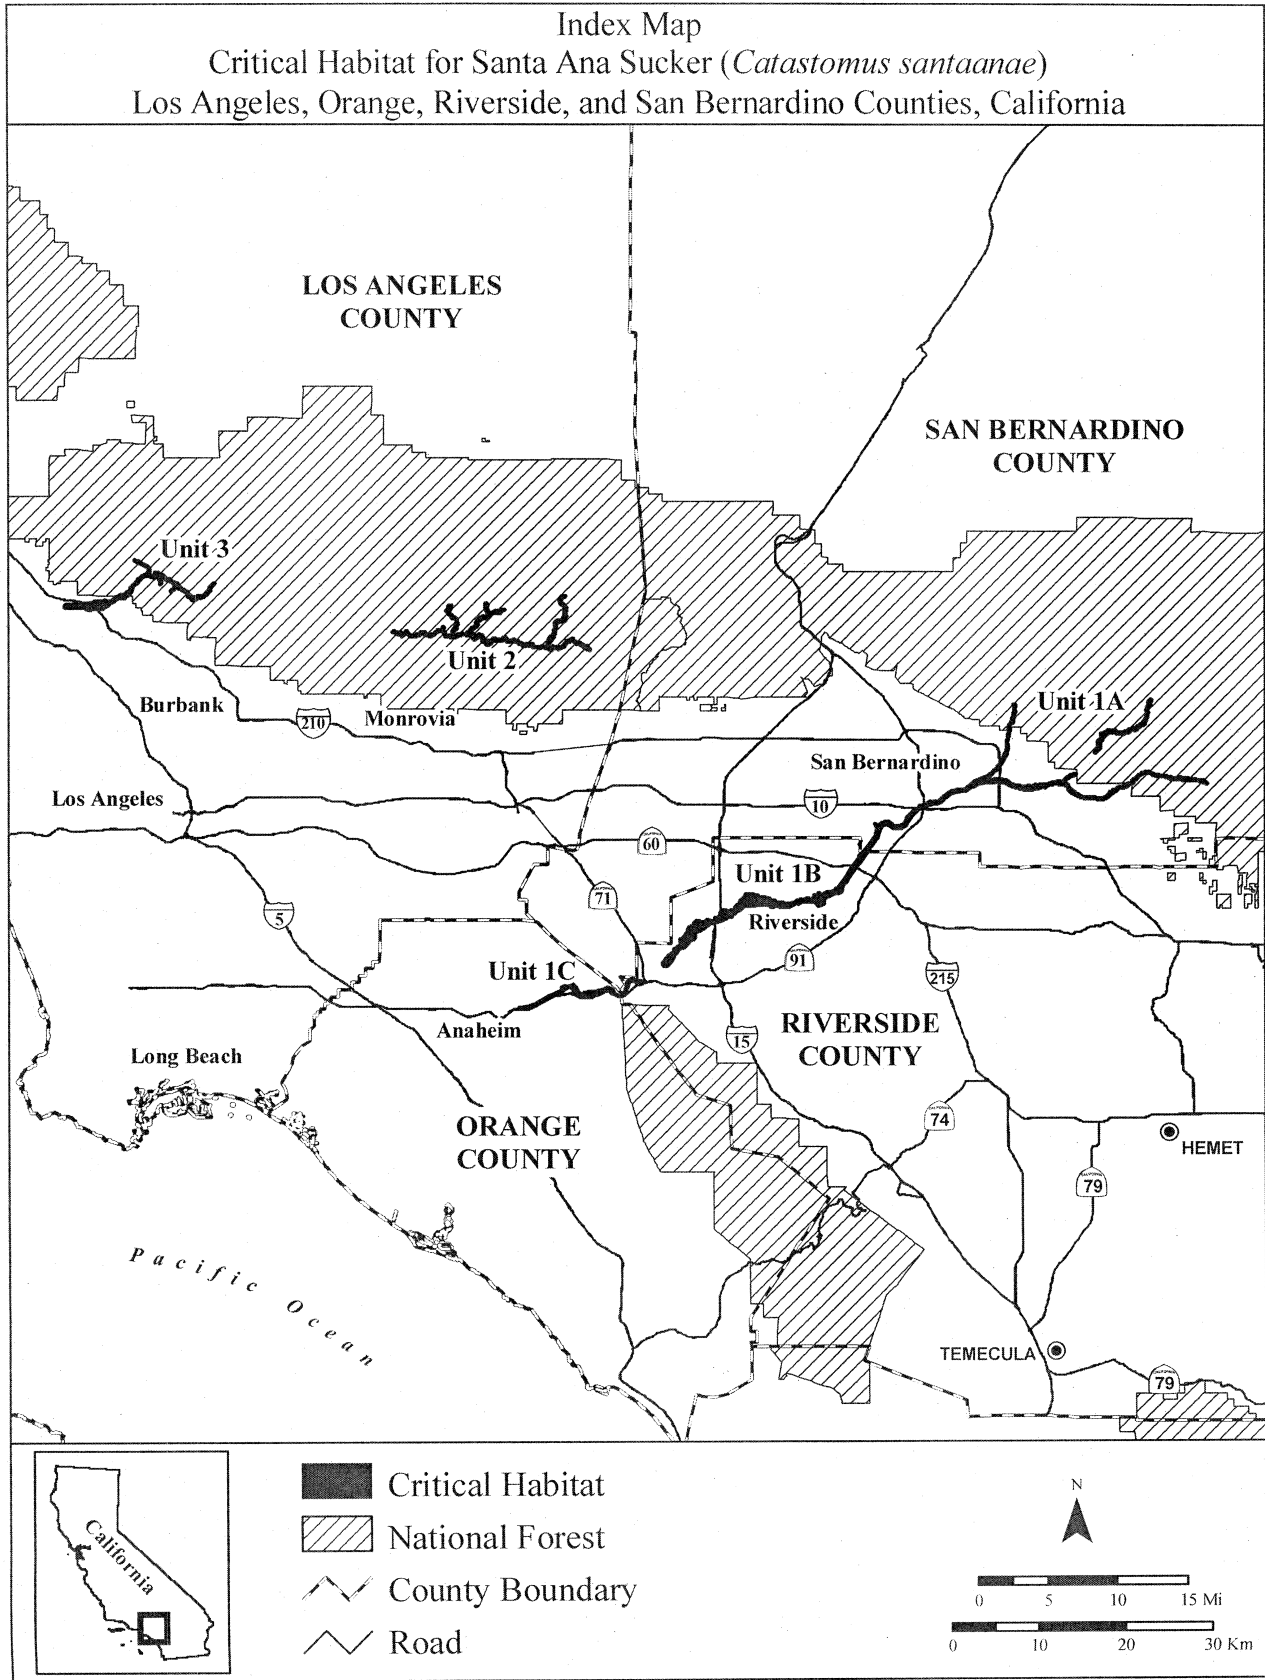 Index Map
Critical Habitat for Santa Ana Sucker (Catastomus santaanae)
Los Angeles, Orange, Riverside, and San Bernardino Counties, California
LOS ANGELES
COUNTY
SAN BERNARDINO
COUNTY
Unit 3
Unit 2
Unit 1A
Burbank
210
Monrovia
San Bernardino
Los Angeles
10
60
Unit 1B
71
5
Riverside
91
Unit 1C
215
Anaheim
RIVERSIDE
COUNTY
15
Long Beach
ORANGE
COUNTY
74
HEMET
79
Pacific Ocean
TEMECULA
79
California
Critical Habitat
National Forest
County Boundary
Road
N
0 5 10 15 Mi
0 10 20 30 Km